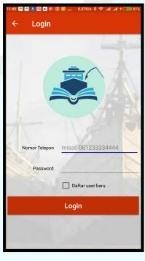 Login
Nomor Telepon
misal: 081233334444
Password
Daftar user baru
Login